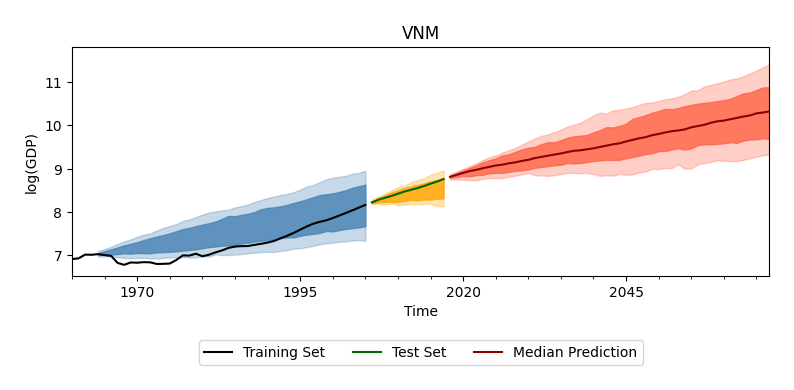 VNM
11
10
9
8
7
log(GDP)
1970 1995 2020 2045
Time
Training Set Test Set Median Prediction